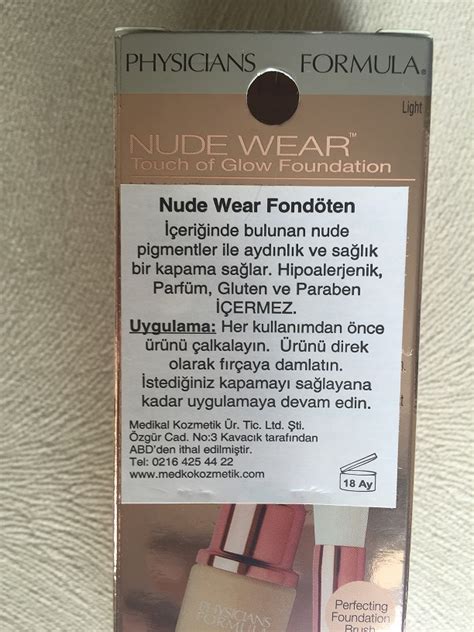 PHYSICIANS FORMULA®
Light
NUDE WEAR™
Touch of Glow Foundation
Nude Wear Fondöten
İçeriğinde bulunan nude
pigmentler ile aydınlık ve sağlık
bir kapama sağlar. Hipoalerjenik,
Parfüm, Gluten ve Paraben
İÇERMEZ.
Uygulama: Her kullanımdan önce
ürünü çalkalayın. Ürünü direk
olarak fırçaya damlatın.
İstediğiniz kapamayı sağlayana
kadar uygulamaya devam edin.
Medikal Kozmetik Ür. Tic. Ltd. Şti.
Özgür Cad. No:3 Kavacık tarafından
ABD'den ithal edilmiştir.
Tel: 0216 425 44 22
www.medkokozmetik.com
18 Ay
PHYSICIANS
FORMULA
Perfecting
Foundation
Brush